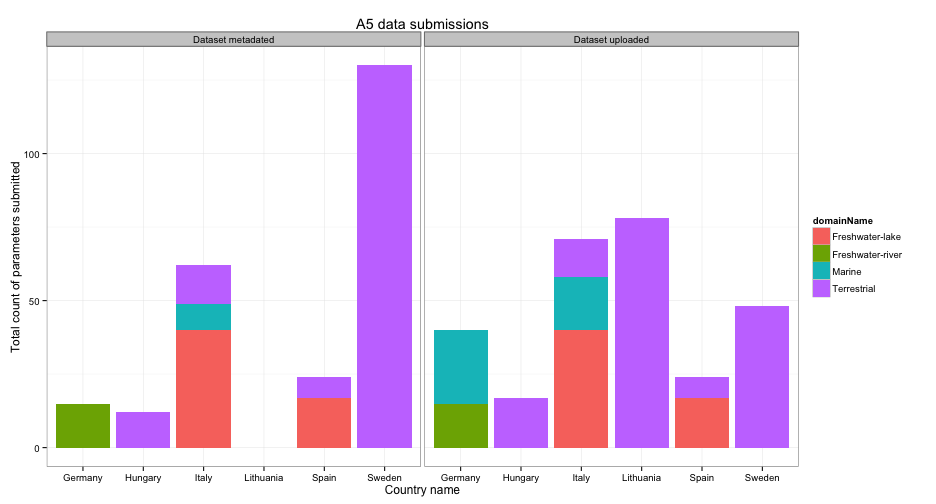 A5 data submissions
Dataset metadated
Dataset uploaded
Total count of parameters submitted
100
50
0
Germany Hungary Italy Lithuania Spain Sweden
Germany Hungary Italy Lithuania Spain Sweden
Country name
domainName
Freshwater-lake
Freshwater-river
Marine
Terrestrial